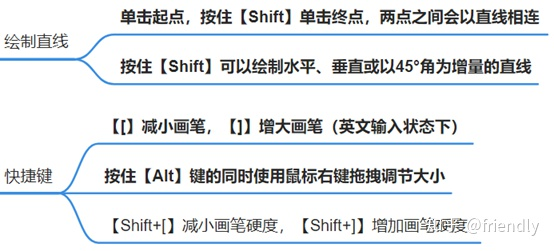 绘制直线
单击起点，按住【Shift】单击终点，两点之间会以直线相连
按住【Shift】可以绘制水平、垂直或以45°角为增量的直线
快捷键
【[】减小画笔，【]】增大画笔（英文输入状态下）
按住【Alt】键的同时使用鼠标右键拖拽调节大小
【Shift+[】减小画笔硬度，【Shift+]】增加画笔硬度
知乎 @friendly